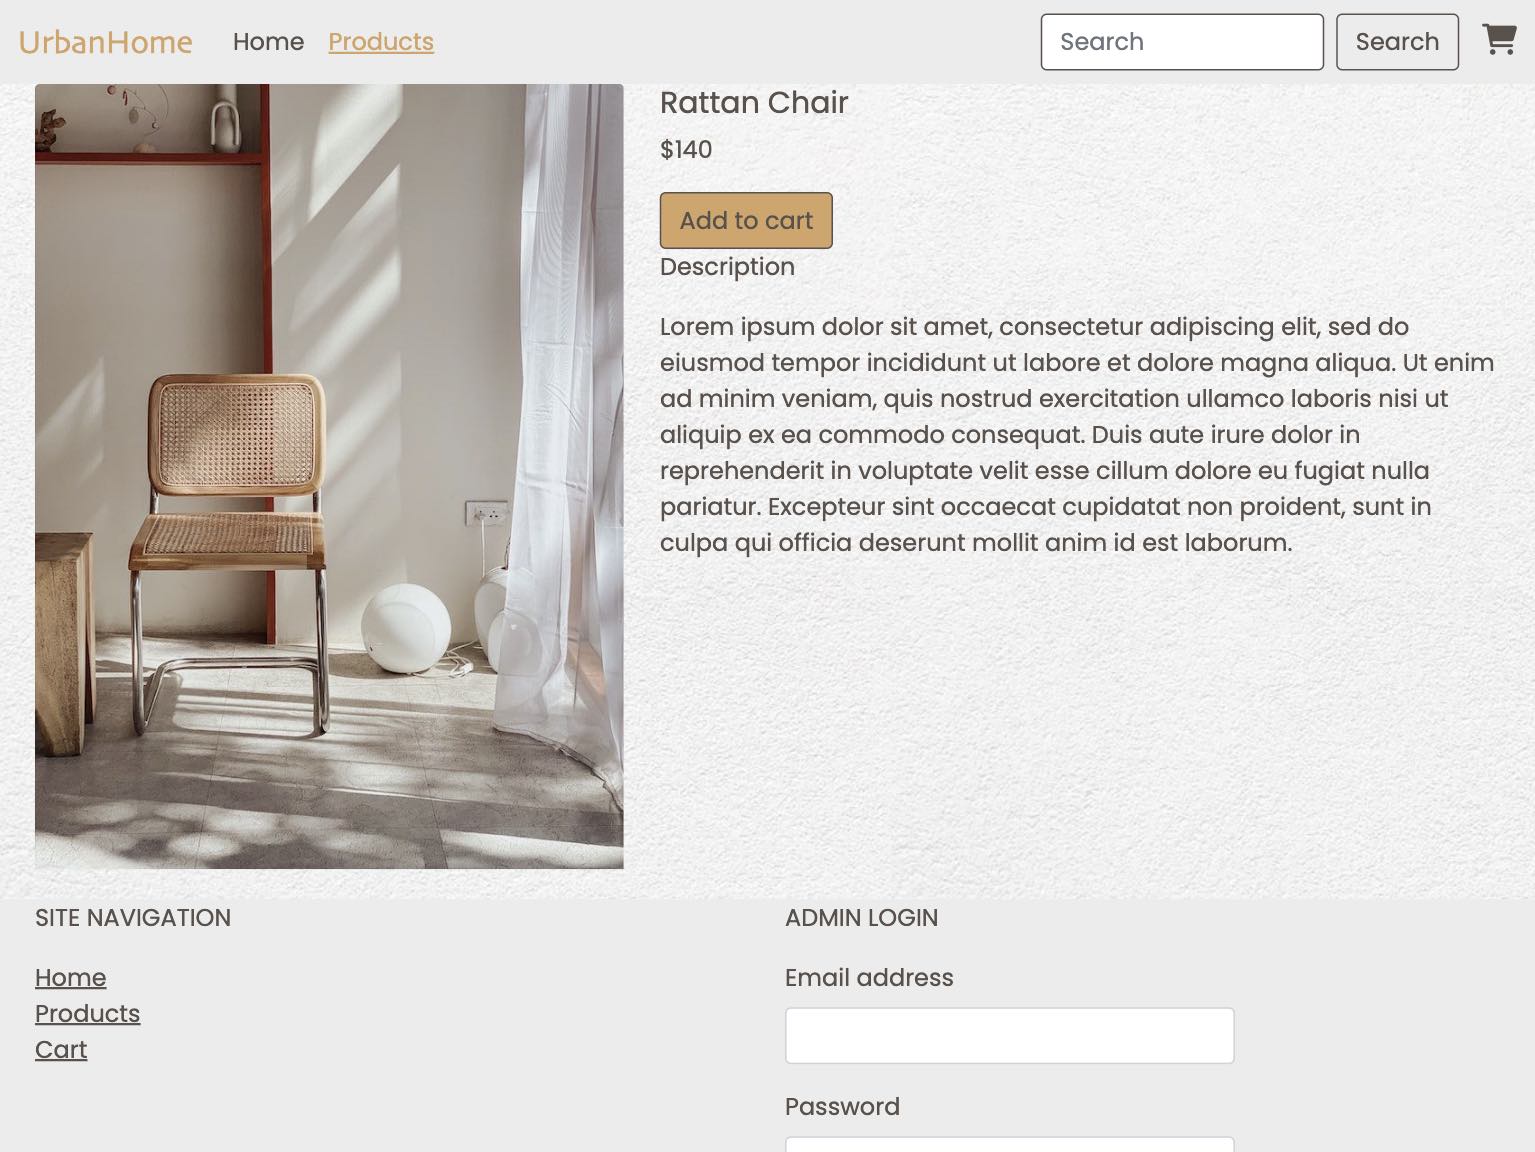 UrbanHome
Home
Products
Search
Search
Rattan Chair
$140
Add to cart
Description
Lorem ipsum dolor sit amet, consectetur adipiscing elit, sed do
eiusmod tempor incididunt ut labore et dolore magna aliqua. Ut enim
ad minim veniam, quis nostrud exercitation ullamco laboris nisi ut
aliquip ex ea commodo consequat. Duis aute irure dolor in
reprehenderit in voluptate velit esse cillum dolore eu fugiat nulla
pariatur. Excepteur sint occaecat cupidatat non proident, sunt in
culpa qui officia deserunt mollit anim id est laborum.
SITE NAVIGATION
Home
Products
Cart
ADMIN LOGIN
Email address
Password